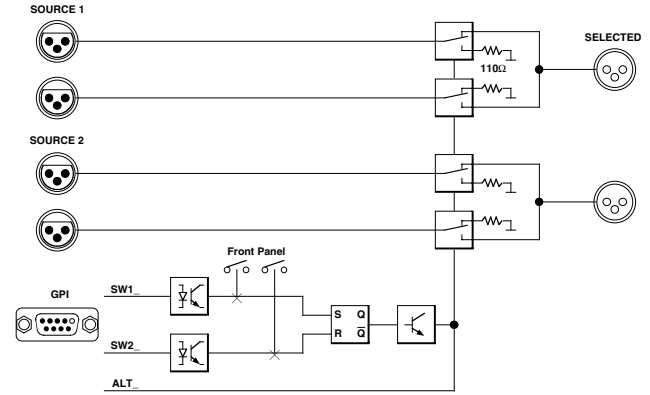 SOURCE 1
SELECTED
110Ω
SOURCE 2
Front Panel
GPI
SW1_
S Q
R Q̅
SW2_
ALT_